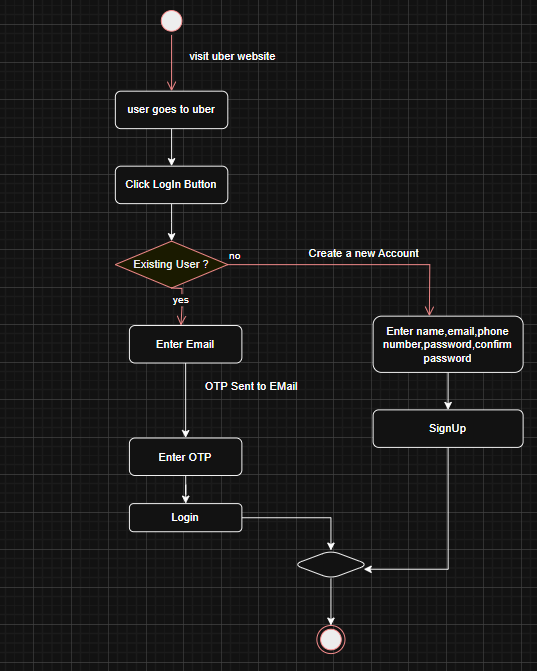 visit uber website
user goes to uber
Click LogIn Button
Existing User ?
no
Create a new Account
yes
Enter Email
Enter name,email,phone
number,password,confirm
password
OTP Sent to EMail
SignUp
Enter OTP
Login